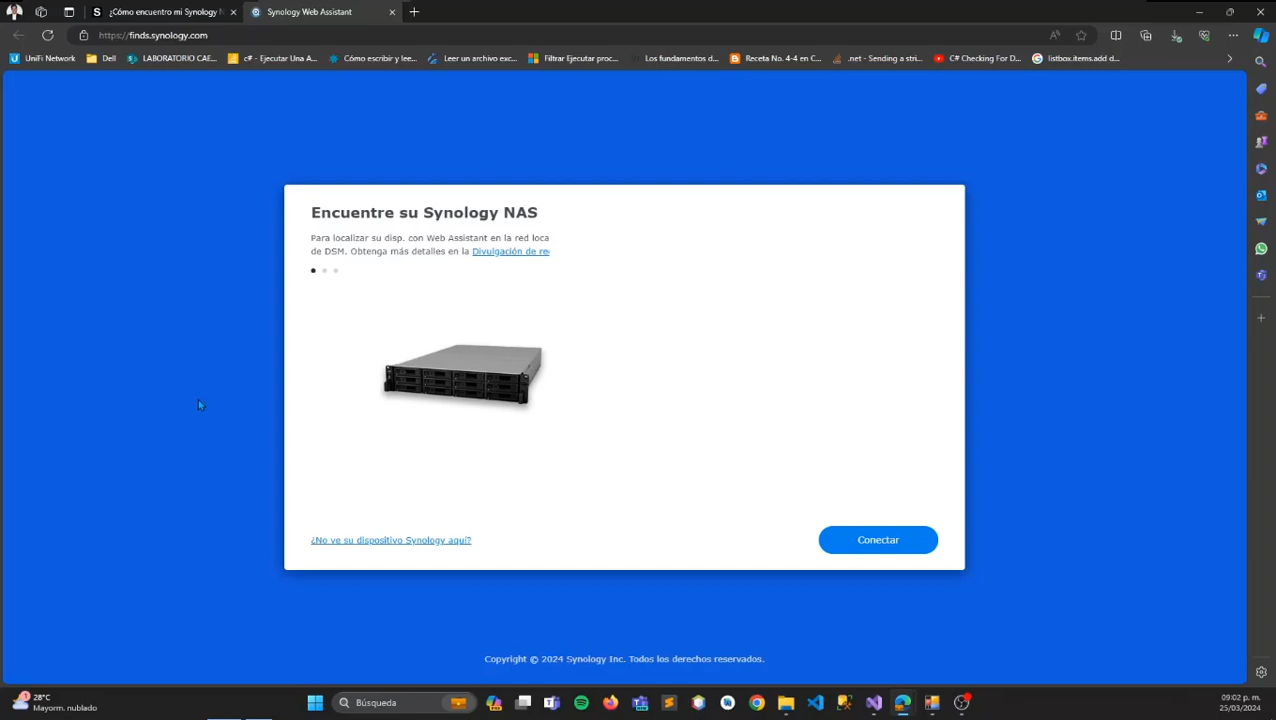 ¿Cómo encuentro mi Synology N
Synology Web Assistant
https://finds.synology.com
UniFi Network
Dell
LABORATORIO CAE...
c# - Ejecutar Una A...
Cómo escribir y lee...
Leer un archivo exc...
Filtrar Ejecutar proc...
Los fundamentos d...
Receta No. 4-4 en C...
.net - Sending a stri...
C# Checking For D...
listbox.items.add d...
Encuentre su Synology NAS
Para localizar su disp. con Web Assistant en la red loca
de DSM. Obtenga más detalles en la Divulgación de re
¿No ve su dispositivo Synology aquí?
Conectar
Copyright © 2024 Synology Inc. Todos los derechos reservados.
28°C
Mayorm. nublado
Búsqueda
09:02 p. m.
25/03/2024